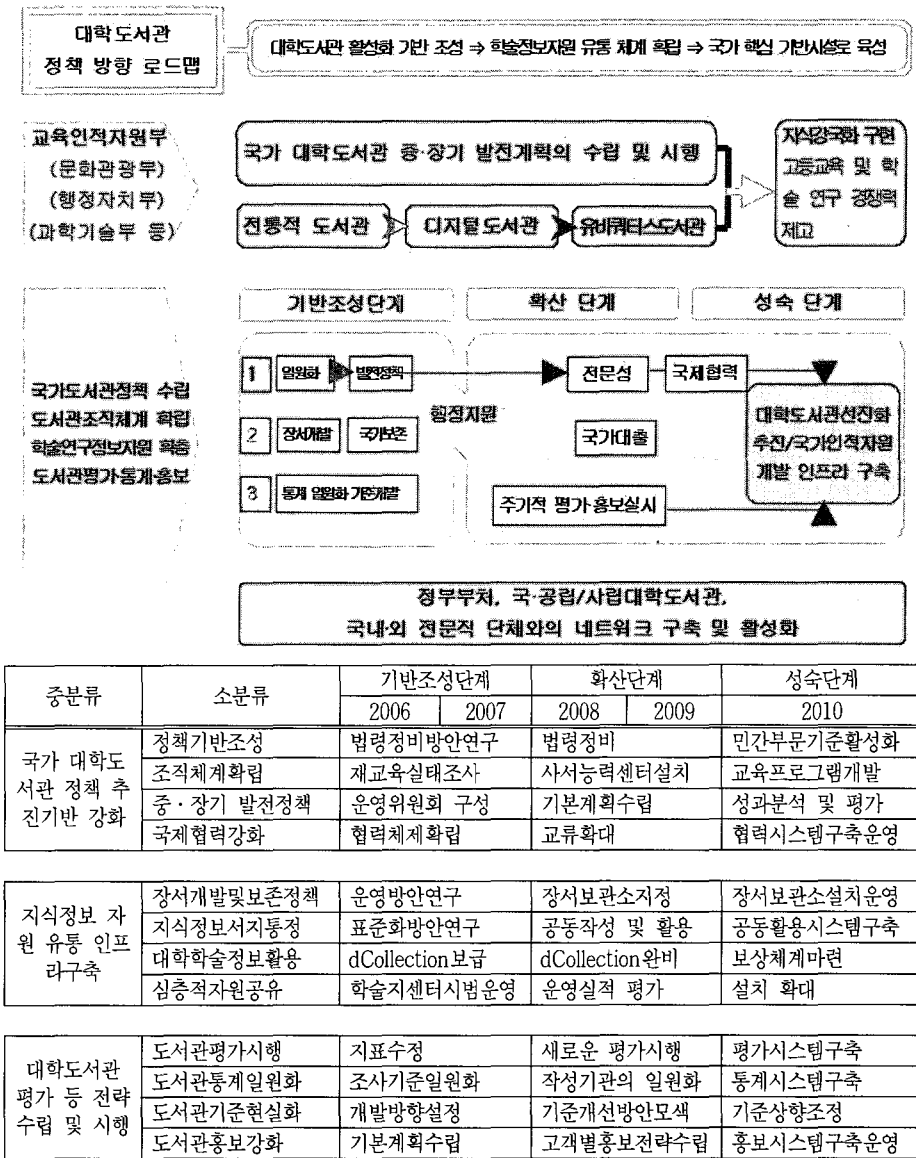 대학도서관
정책 방향 로드맵
대학도서관 활성화 기반 조성 ⇒ 학술정보자원 유통 체계 확립 ⇒ 국가 핵심 기반시설로 육성
교육인적자원부
(문화관광부)
(행정자치부)
(과학기술부 등)
국가 대학도서관 중·장기 발전계획의 수립 및 시행
전통적 도서관
디지털도서관
유비쿼터스도서관
지식강국화 구현
고등교육 및 학
술 연구 경쟁력
제고
기반조성단계
확산 단계
성숙 단계
국가도서관정책 수립
도서관조직체계 확립
학술연구정보자원 확충
도서관평가·통계·홍보
1 일원화 발전정책
2 장서개발 국가보존
3 통계 일원화 기준개발
행정지원
전문성
국제협력
국가대출
주기적 평가·홍보실시
대학도서관선진화
추진/국가인적자원
개발 인프라 구축
정부부처, 국·공립/사립대학도서관,
국내·외 전문직 단체와의 네트워크 구축 및 활성화
중분류 소분류 기반조성단계 확산단계 성숙단계
2006 2007 2008 2009 2010
국가 대학도
서관 정책 추
진기반 강화
정책기반조성 법령정비방안연구 법령정비 민간부문기준활성화
조직체계확립 재교육실태조사 사서능력센터설치 교육프로그램개발
중·장기 발전정책 운영위원회 구성 기본계획수립 성과분석 및 평가
국제협력강화 협력체제확립 교류확대 협력시스템구축운영
지식정보 자
원 유통 인프
라구축
장서개발및보존정책 운영방안연구 장서보관소지정 장서보관소설치운영
지식정보서지통정 표준화방안연구 공동작성 및 활용 공동활용시스템구축
대학학술정보활용 dCollection보급 dCollection완비 보상체계마련
심층적자원공유 학술지센터시범운영 운영실적 평가 설치 확대
대학도서관
평가 등 전략
수립 및 시행
도서관평가시행 지표수정 새로운 평가시행 평가시스템구축
도서관통계일원화 조사기준일원화 작성기관의 일원화 통계시스템구축
도서관기준현실화 개발방향설정 기준개선방안모색 기준상향조정
도서관홍보강화 기본계획수립 고객별홍보전략수립 홍보시스템구축운영